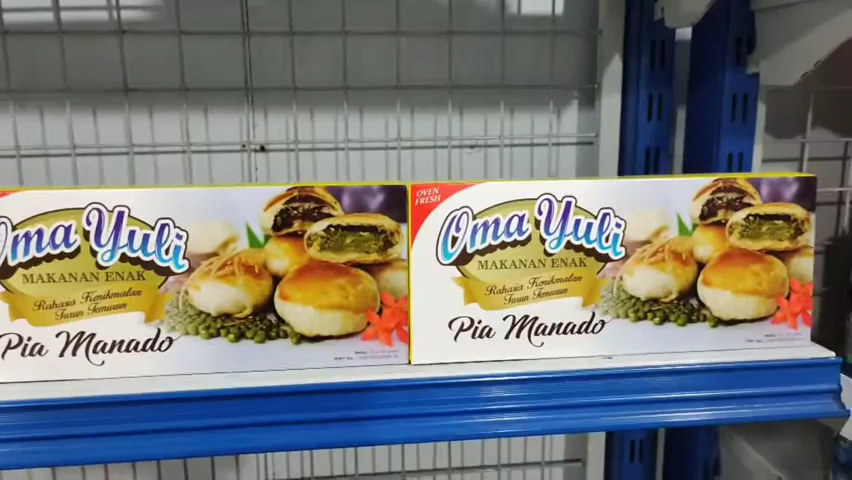 Oma Yuli
MAKANAN ENAK
Rahasia Kenikmatan
Turun Temurun
Pia Manado
OVEN
FRESH
Oma Yuli
MAKANAN ENAK
Rahasia Kenikmatan
Turun Temurun
Pia Manado